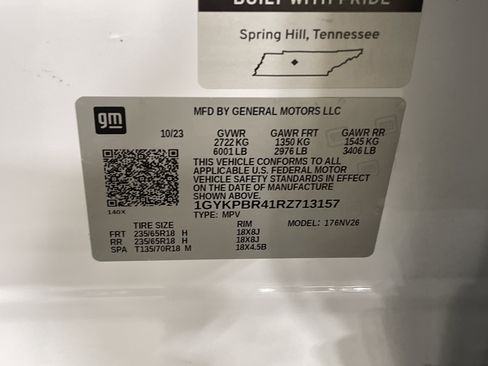 BUILT WITH PRIDE
Spring Hill, Tennessee
gm
MFD BY GENERAL MOTORS LLC
10/23 GVWR GAWR FRT GAWR RR
2722 KG 1350 KG 1545 KG
6001 LB 2976 LB 3406 LB
THIS VEHICLE CONFORMS TO ALL
APPLICABLE U.S. FEDERAL MOTOR
VEHICLE SAFETY STANDARDS IN EFFECT
ON THE DATE OF MANUFACTURE
SHOWN ABOVE.
1GYKPBR41RZ713157
TYPE: MPV MODEL: 176NV26
140X
TIRE SIZE RIM
FRT 235/65R18 H 18X8J
RR 235/65R18 H 18X8J
SPA T135/70R18 M 18X4.5B